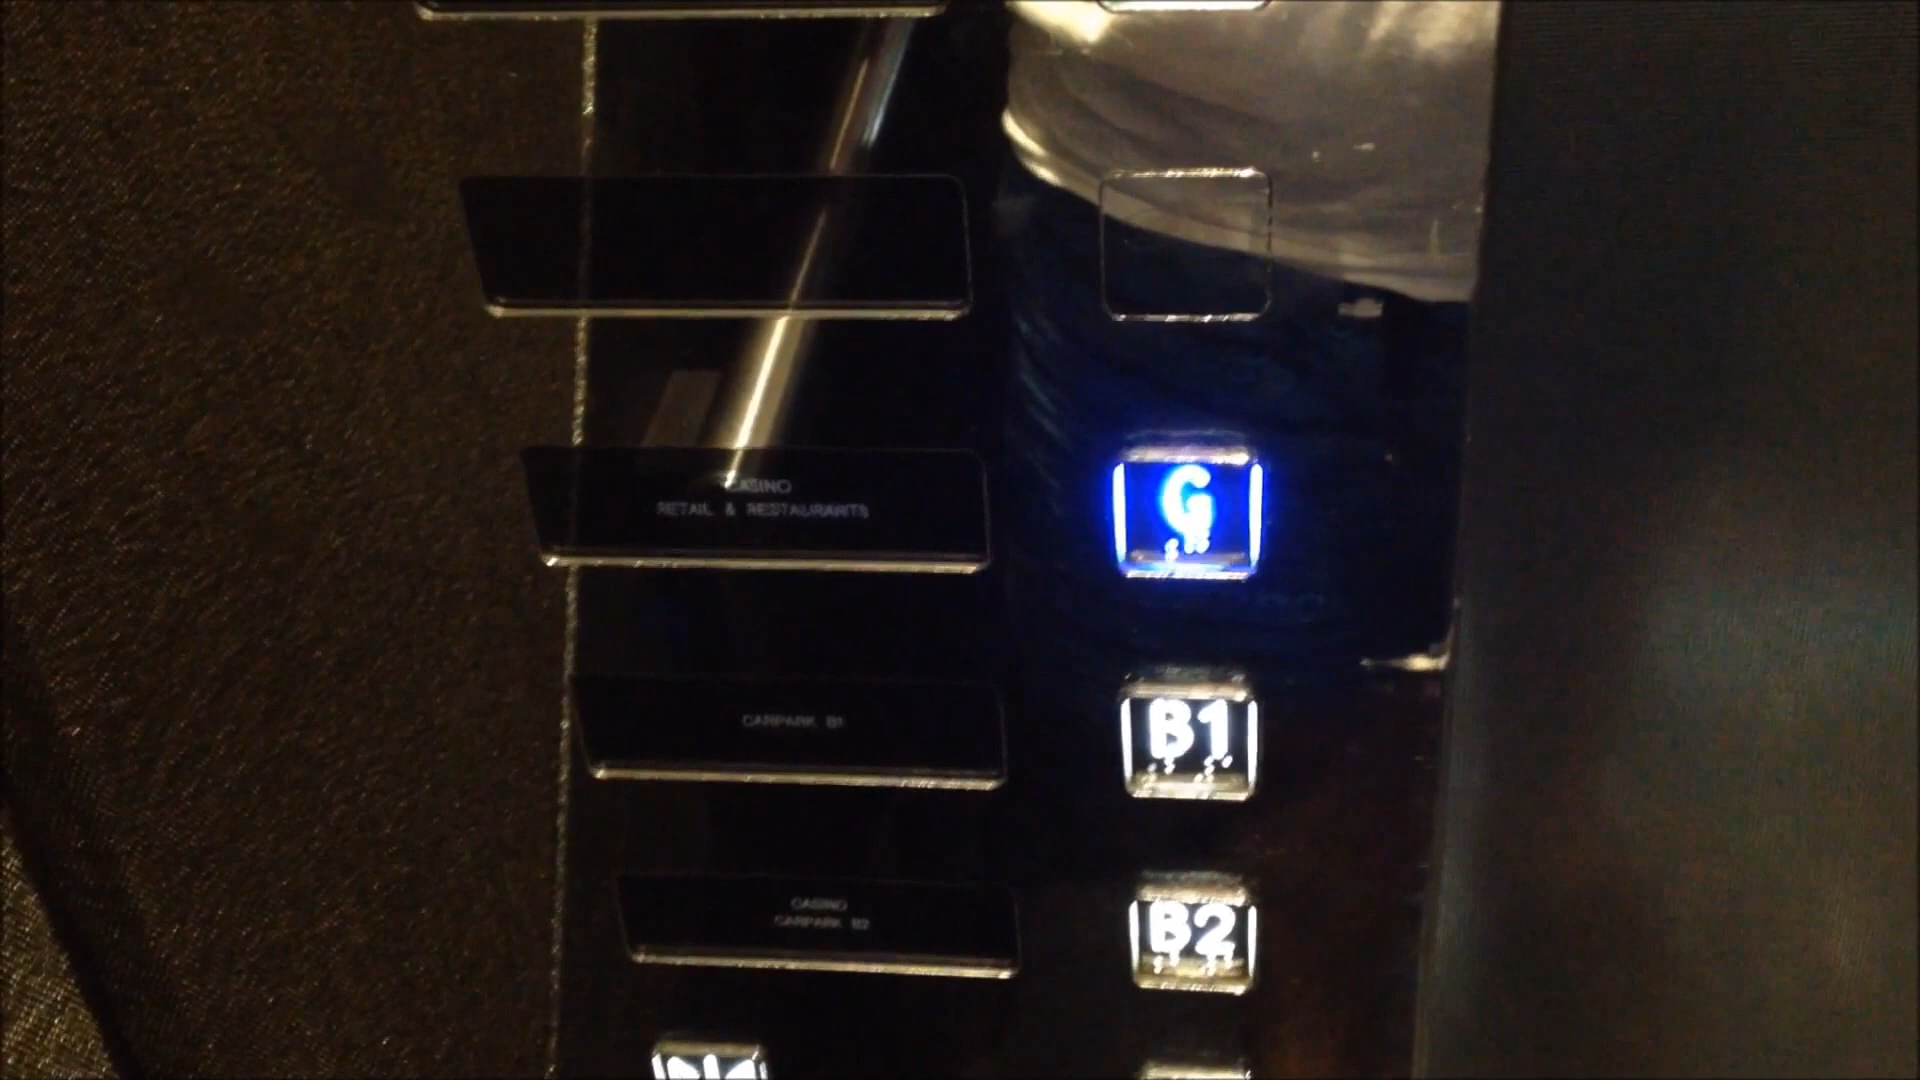 CASINO
RETAIL & RESTAURANTS
G
CARPARK B1
B1
CASINO
CARPARK B2
B2